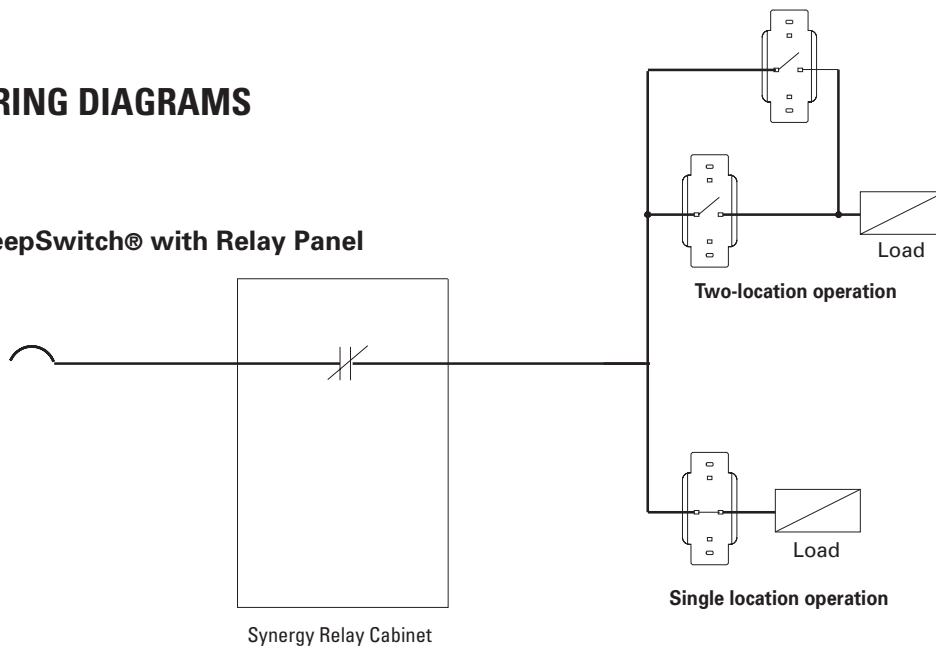 RING DIAGRAMS
eepSwitch® with Relay Panel
Load
Two-location operation
Load
Single location operation
Synergy Relay Cabinet